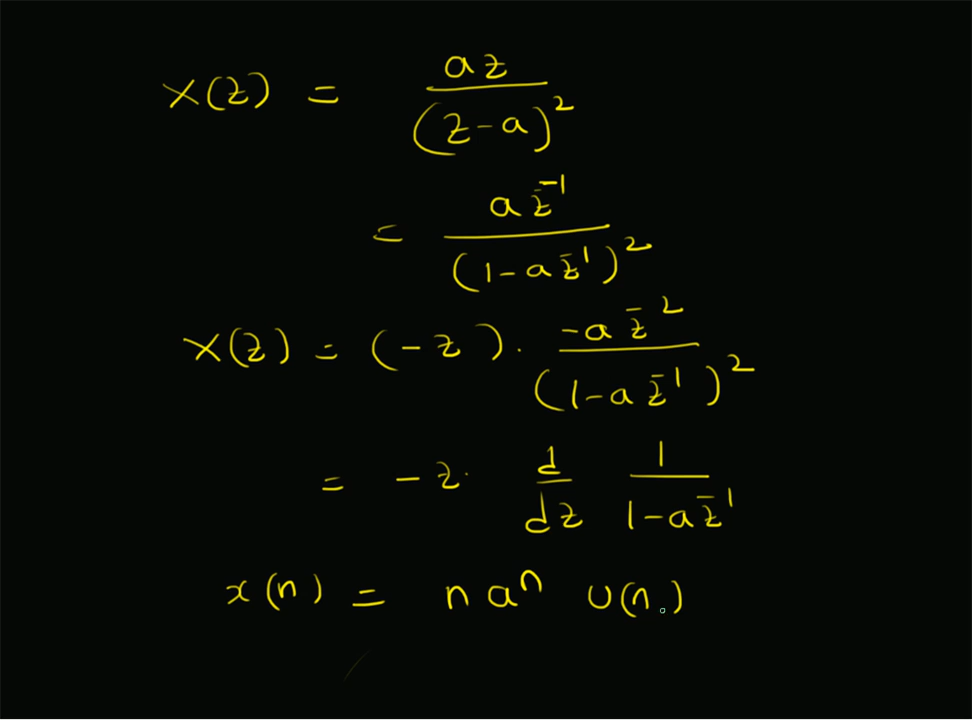 X(z) = az / (z-a)²
= az⁻¹ / (1-az⁻¹)²
X(z) = (-z) · -az⁻² / (1-az⁻¹)²
= -z · d/dz 1 / 1-az⁻¹
x(n) = n aⁿ u(n)